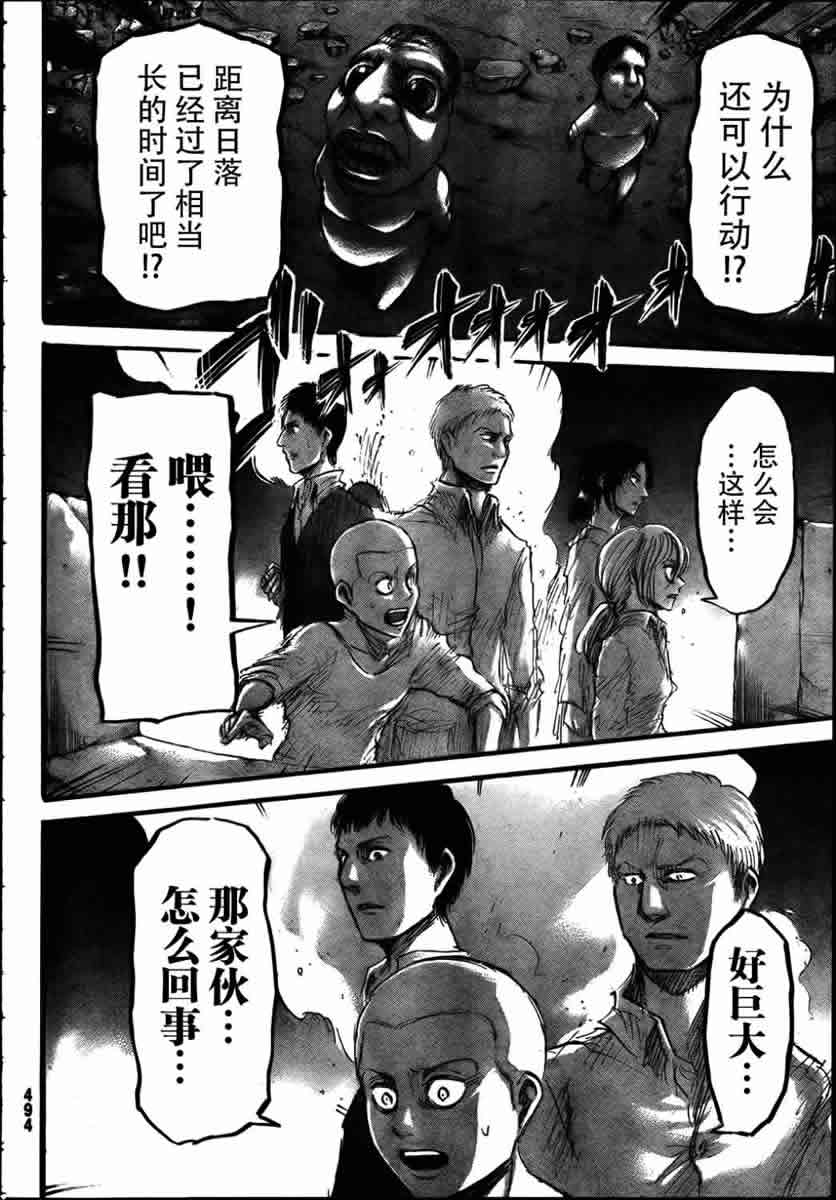 为什么
还可以行动!?
距离日落
已经过了相当
长的时间了吧!?
オオオオオオオ
ズ
怎么会
…这样…
喂……!
看那!!
好巨大…
那家伙…
怎么回事…
494